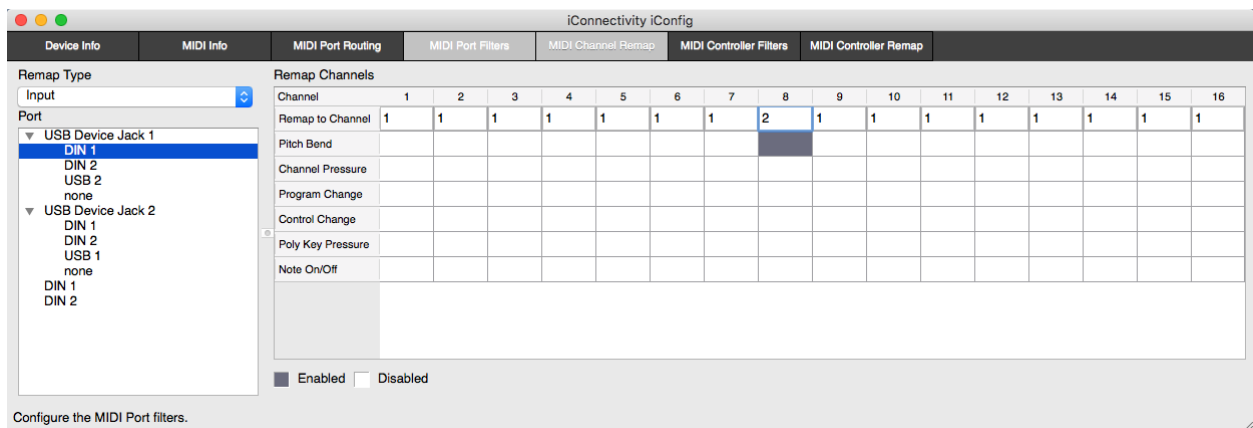 iConnectivity iConfig
Device Info MIDI Info MIDI Port Routing MIDI Port Filters MIDI Channel Remap MIDI Controller Filters MIDI Controller Remap
Remap Type
Input
Port
USB Device Jack 1
DIN 1
DIN 2
USB 2
none
USB Device Jack 2
DIN 1
DIN 2
USB 1
none
DIN 1
DIN 2
Remap Channels
Channel 1 2 3 4 5 6 7 8 9 10 11 12 13 14 15 16
Remap to Channel 1 1 1 1 1 1 1 2 1 1 1 1 1 1 1 1
Pitch Bend
Channel Pressure
Program Change
Control Change
Poly Key Pressure
Note On/Off
Enabled Disabled
Configure the MIDI Port filters.